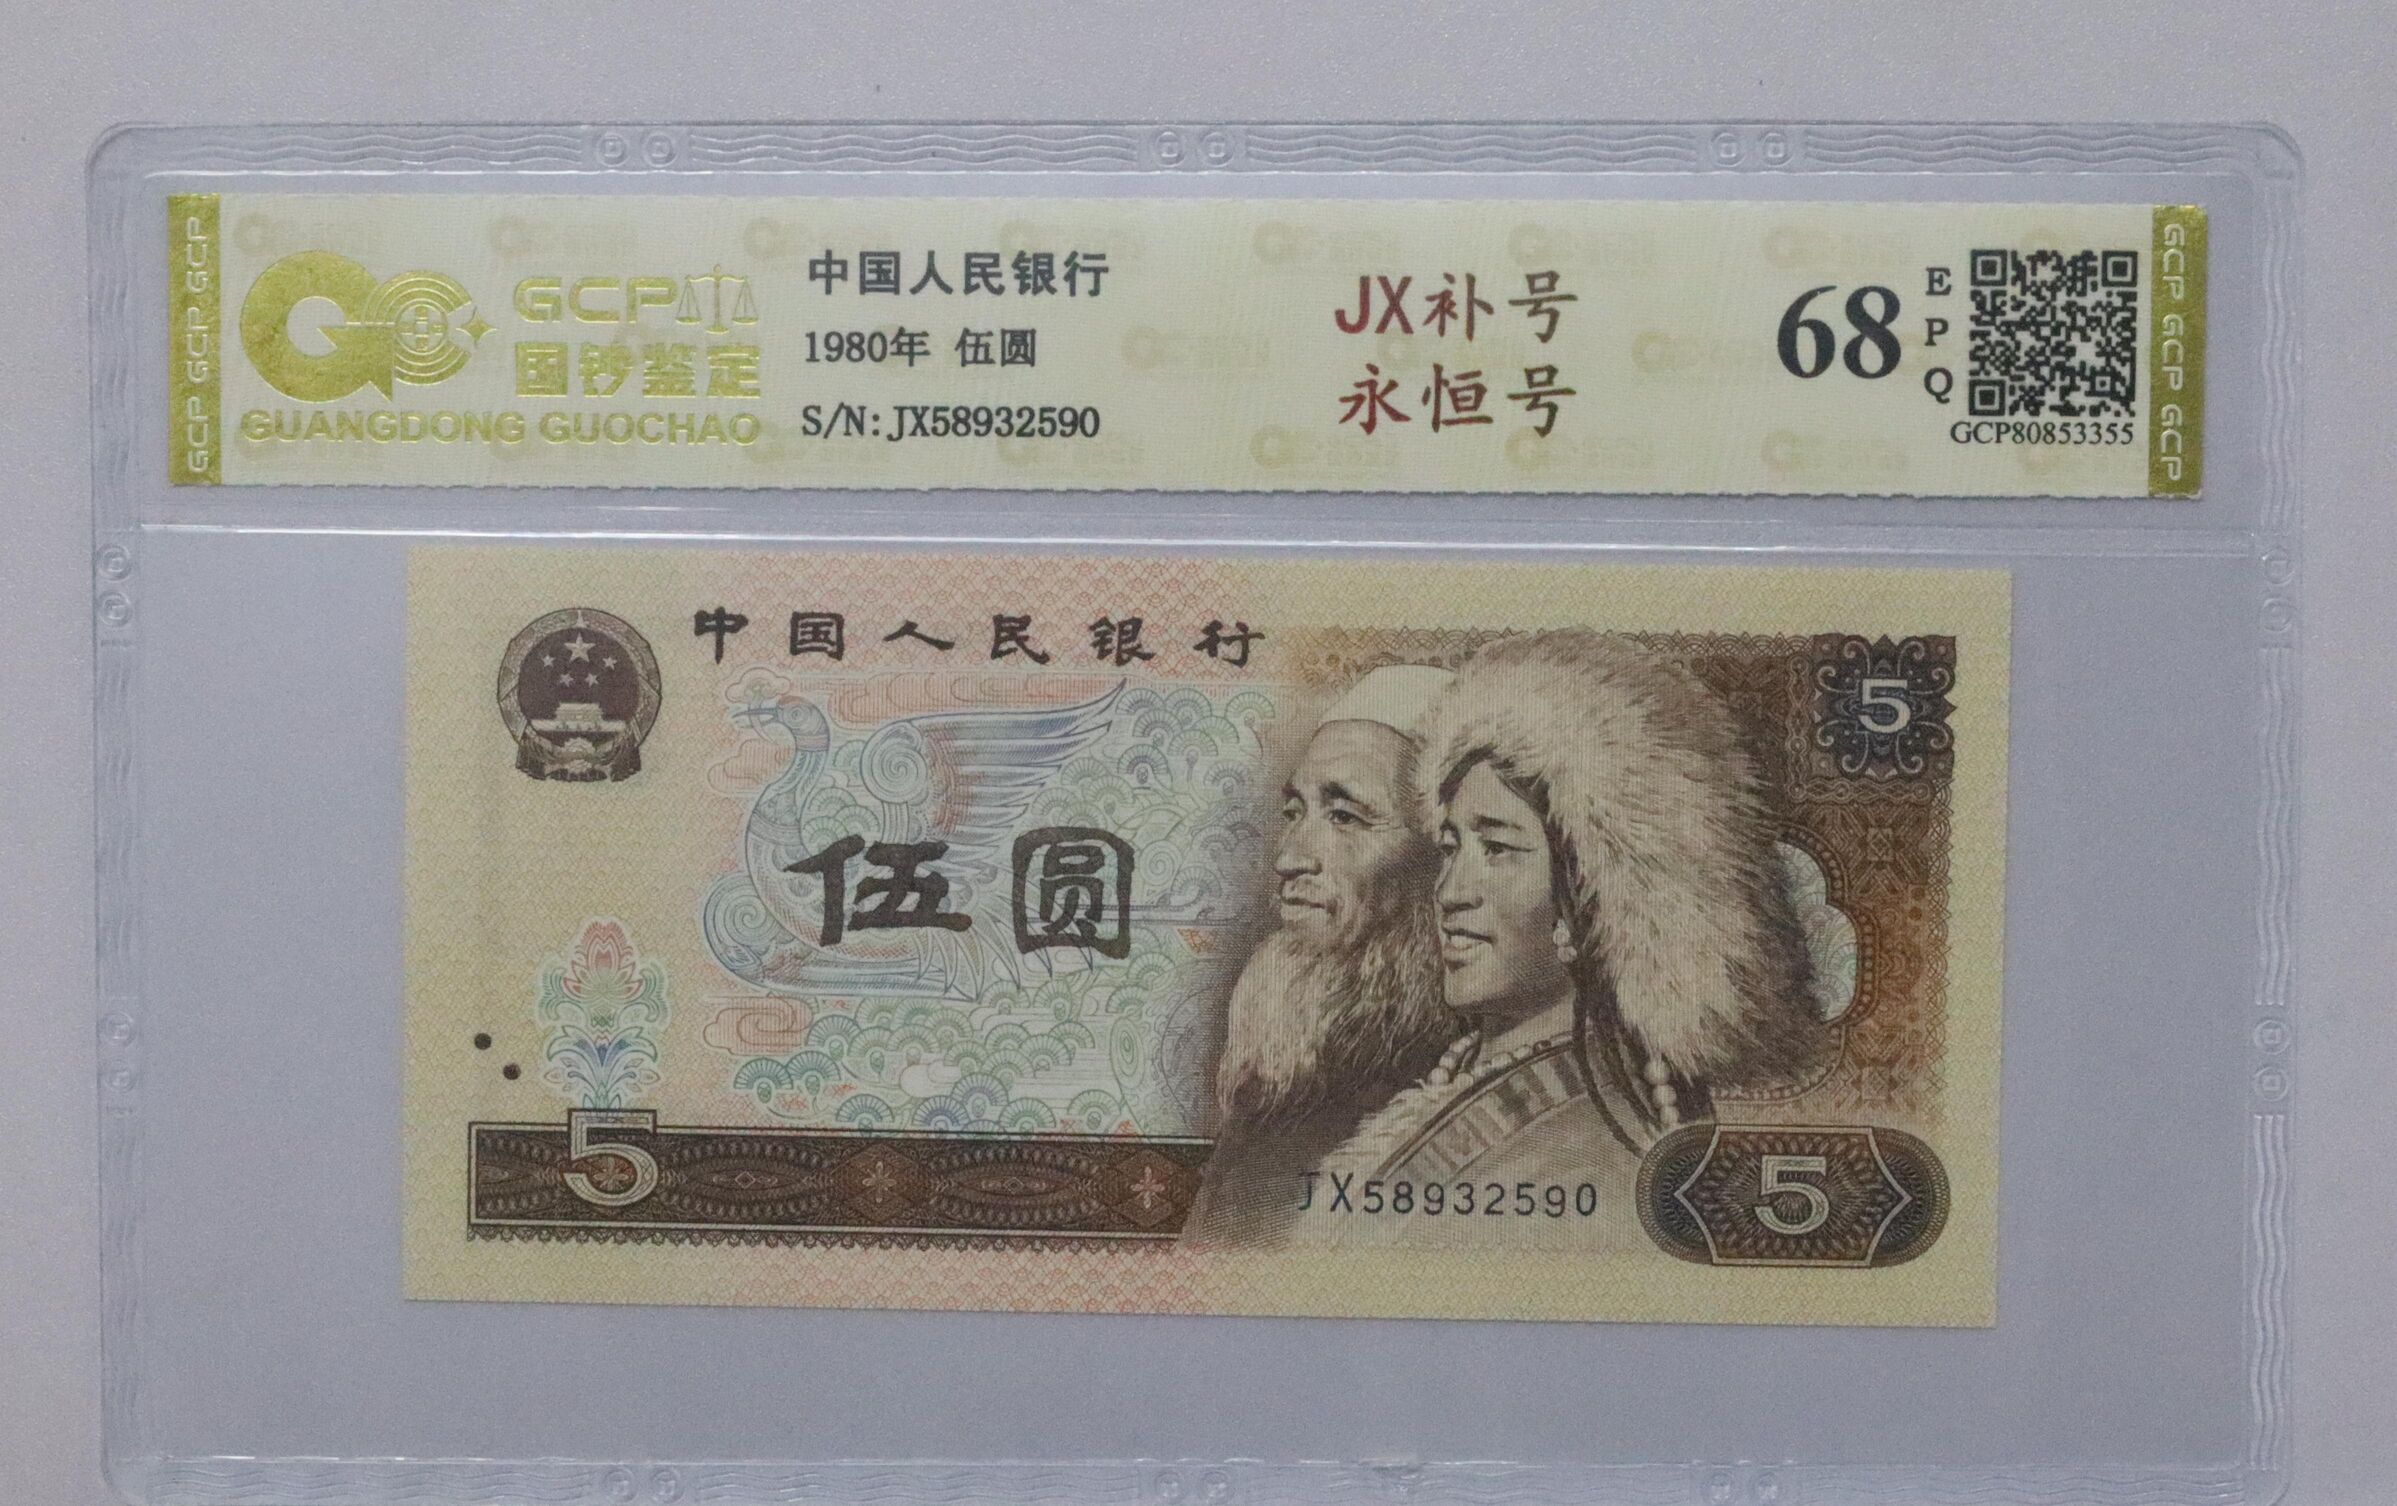 GCP GCP GCP
GCP
国钞鉴定
GUANGDONG GUOCHAO
中国人民银行
1980年 伍圆
S/N: JX58932590
JX补号
永恒号
68
EPQ
GCP80853355
GCP GCP GCP
中国人民银行
5
伍圆
5
JX58932590
5